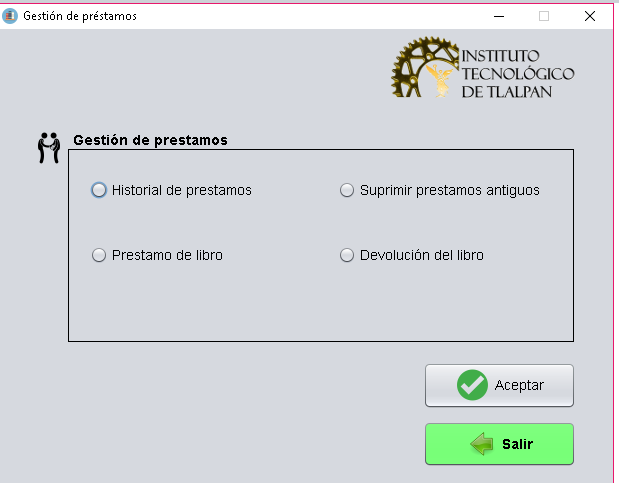 Gestión de préstamos
INSTITUTO
TECNOLÓGICO
DE TLALPAN
Gestión de prestamos
Historial de prestamos
Suprimir prestamos antiguos
Prestamo de libro
Devolución del libro
Aceptar
Salir